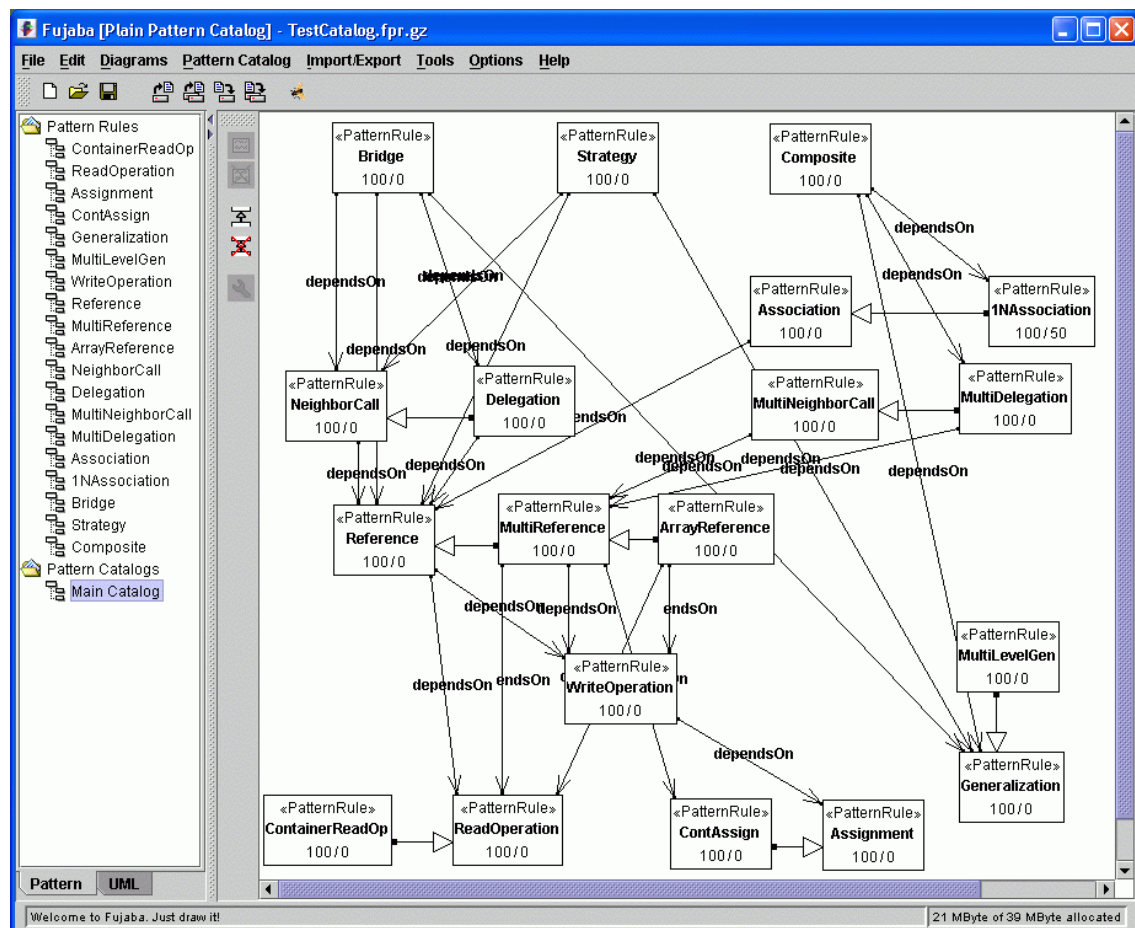 Fujaba [Plain Pattern Catalog] - TestCatalog.fpr.gz
File Edit Diagrams Pattern Catalog Import/Export Tools Options Help
Pattern Rules
ContainerReadOp
ReadOperation
Assignment
ContAssign
Generalization
MultiLevelGen
WriteOperation
Reference
MultiReference
ArrayReference
NeighborCall
Delegation
MultiNeighborCall
MultiDelegation
Association
1NAssociation
Bridge
Strategy
Composite
Pattern Catalogs
Main Catalog
Pattern UML
«PatternRule»
Bridge
100/0
«PatternRule»
Strategy
100/0
«PatternRule»
Composite
100/0
dependsOn
dependsOn
dependsOn
dependsOn
«PatternRule»
Association
100/0
«PatternRule»
1NAssociation
100/50
dependsOn
dependsOn
«PatternRule»
NeighborCall
100/0
«PatternRule»
Delegation
100/0
«PatternRule»
MultiNeighborCall
100/0
«PatternRule»
MultiDelegation
100/0
endsOn
dependsOn
dependsOn
dependsOn
dependsOn
dependsOn
dependsOn
dependsOn
«PatternRule»
Reference
100/0
«PatternRule»
MultiReference
100/0
«PatternRule»
ArrayReference
100/0
dependsOn
dependsOn
endsOn
«PatternRule»
WriteOperation
100/0
«PatternRule»
MultiLevelGen
100/0
dependsOn
endsOn
dependsOn
«PatternRule»
Generalization
100/0
«PatternRule»
ContainerReadOp
100/0
«PatternRule»
ReadOperation
100/0
«PatternRule»
ContAssign
100/0
«PatternRule»
Assignment
100/0
Welcome to Fujaba. Just draw it!
21 MByte of 39 MByte allocated